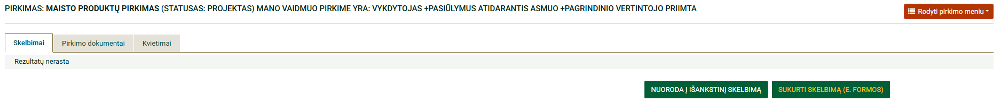 PIRKIMAS: MAISTO PRODUKTŲ PIRKIMAS (STATUSAS: PROJEKTAS) MANO VAIDMUO PIRKIME YRA: VYKDYTOJAS +PASIŪLYMUS ATIDARANTIS ASMUO +PAGRINDINIO VERTINTOJO PRIIMTA
Rodyti pirkimo meniu
Skelbimai Pirkimo dokumentai Kvietimai
Rezultatų nerasta
NUORODA Į IŠANKSTINĮ SKELBIMĄ SUKURTI SKELBIMĄ (E. FORMOS)